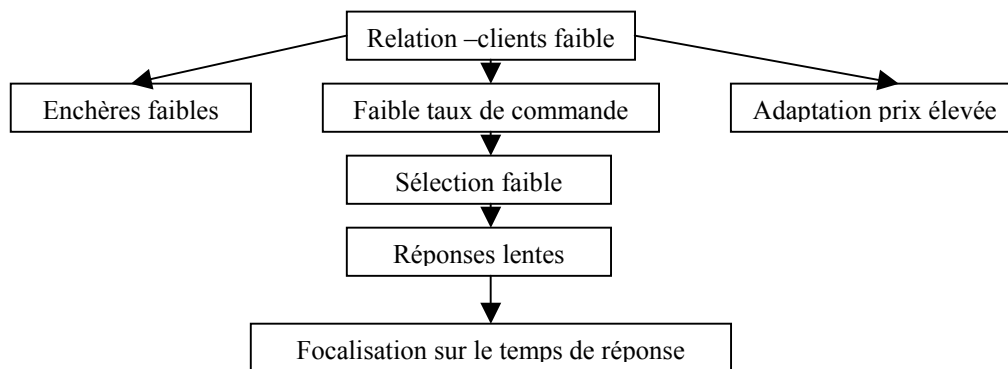 Relation –clients faible
Enchères faibles
Faible taux de commande
Adaptation prix élevée
Sélection faible
Réponses lentes
Focalisation sur le temps de réponse